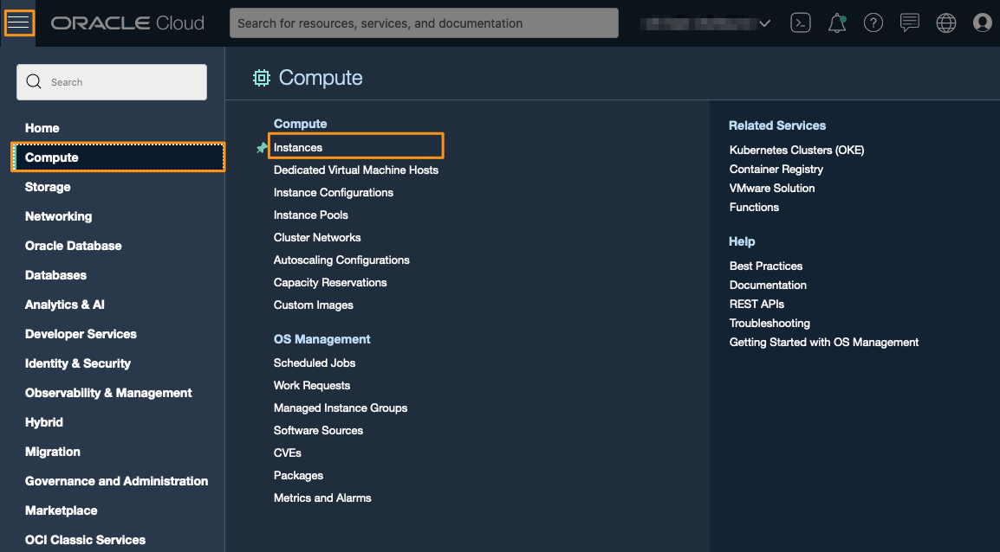 ORACLE Cloud
Search for resources, services, and documentation
Search
Home
Compute
Storage
Networking
Oracle Database
Databases
Analytics & AI
Developer Services
Identity & Security
Observability & Management
Hybrid
Migration
Governance and Administration
Marketplace
OCI Classic Services
Compute
Compute
Instances
Dedicated Virtual Machine Hosts
Instance Configurations
Instance Pools
Cluster Networks
Autoscaling Configurations
Capacity Reservations
Custom Images
OS Management
Scheduled Jobs
Work Requests
Managed Instance Groups
Software Sources
CVEs
Packages
Metrics and Alarms
Related Services
Kubernetes Clusters (OKE)
Container Registry
VMware Solution
Functions
Help
Best Practices
Documentation
REST APIs
Troubleshooting
Getting Started with OS Management